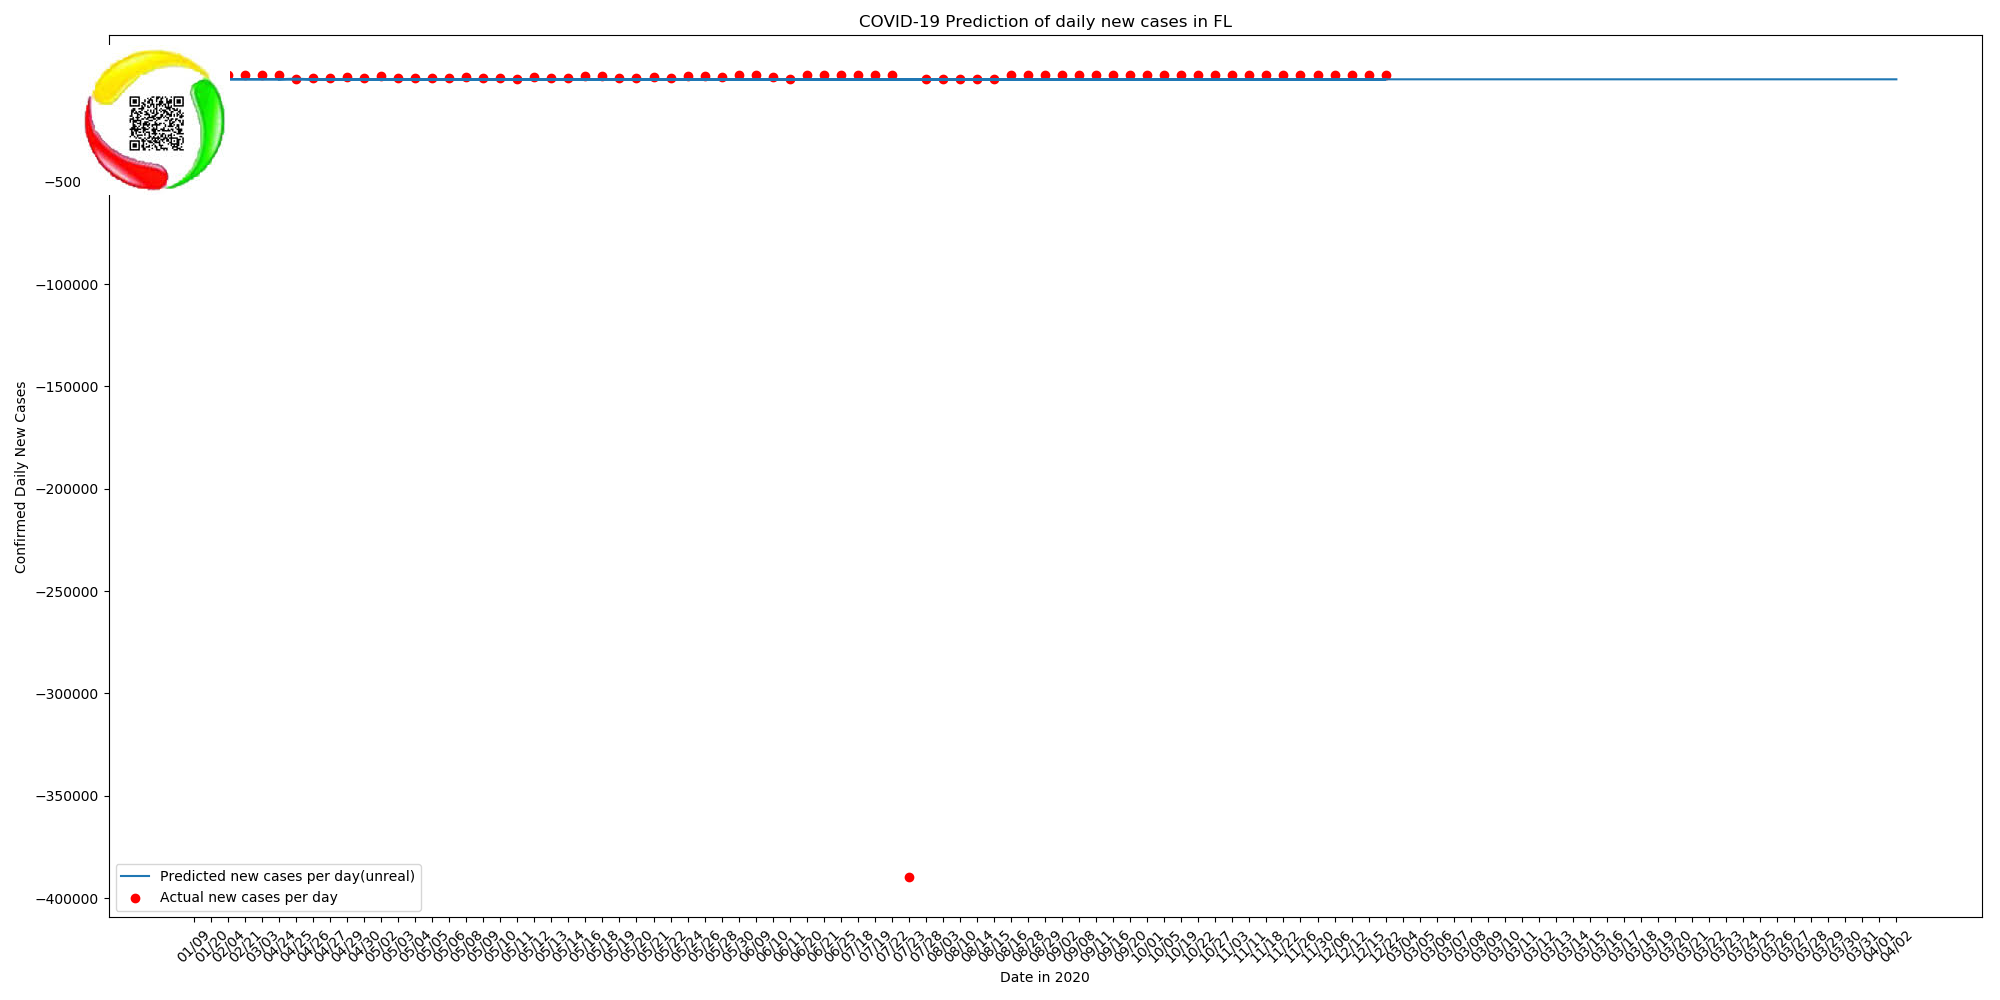 COVID-19 Prediction of daily new cases in FL
−500
−100000
−150000
−200000
−250000
−300000
−350000
−400000
Confirmed Daily New Cases
Predicted new cases per day(unreal)
Actual new cases per day
01/09 01/20 02/04 02/21 03/03 04/24 04/25 04/26 04/27 04/29 04/30 05/02 05/03 05/04 05/05 05/06 05/08 05/09 05/10 05/11 05/12 05/13 05/14 05/16 05/18 05/19 05/20 05/21 05/22 05/24 05/26 05/28 05/30 06/09 06/10 06/11 06/20 06/21 06/25 07/18 07/19 07/22 07/23 07/28 08/03 08/10 08/14 08/15 08/16 08/28 08/29 09/02 09/08 09/11 09/16 09/20 10/01 10/05 10/19 10/22 10/27 11/03 11/11 11/18 11/22 11/26 11/30 12/06 12/12 12/15 12/22 03/04 03/05 03/06 03/07 03/08 03/09 03/10 03/11 03/12 03/13 03/14 03/15 03/16 03/17 03/18 03/19 03/20 03/21 03/22 03/23 03/24 03/25 03/26 03/27 03/28 03/29 03/30 03/31 04/01 04/02
Date in 2020